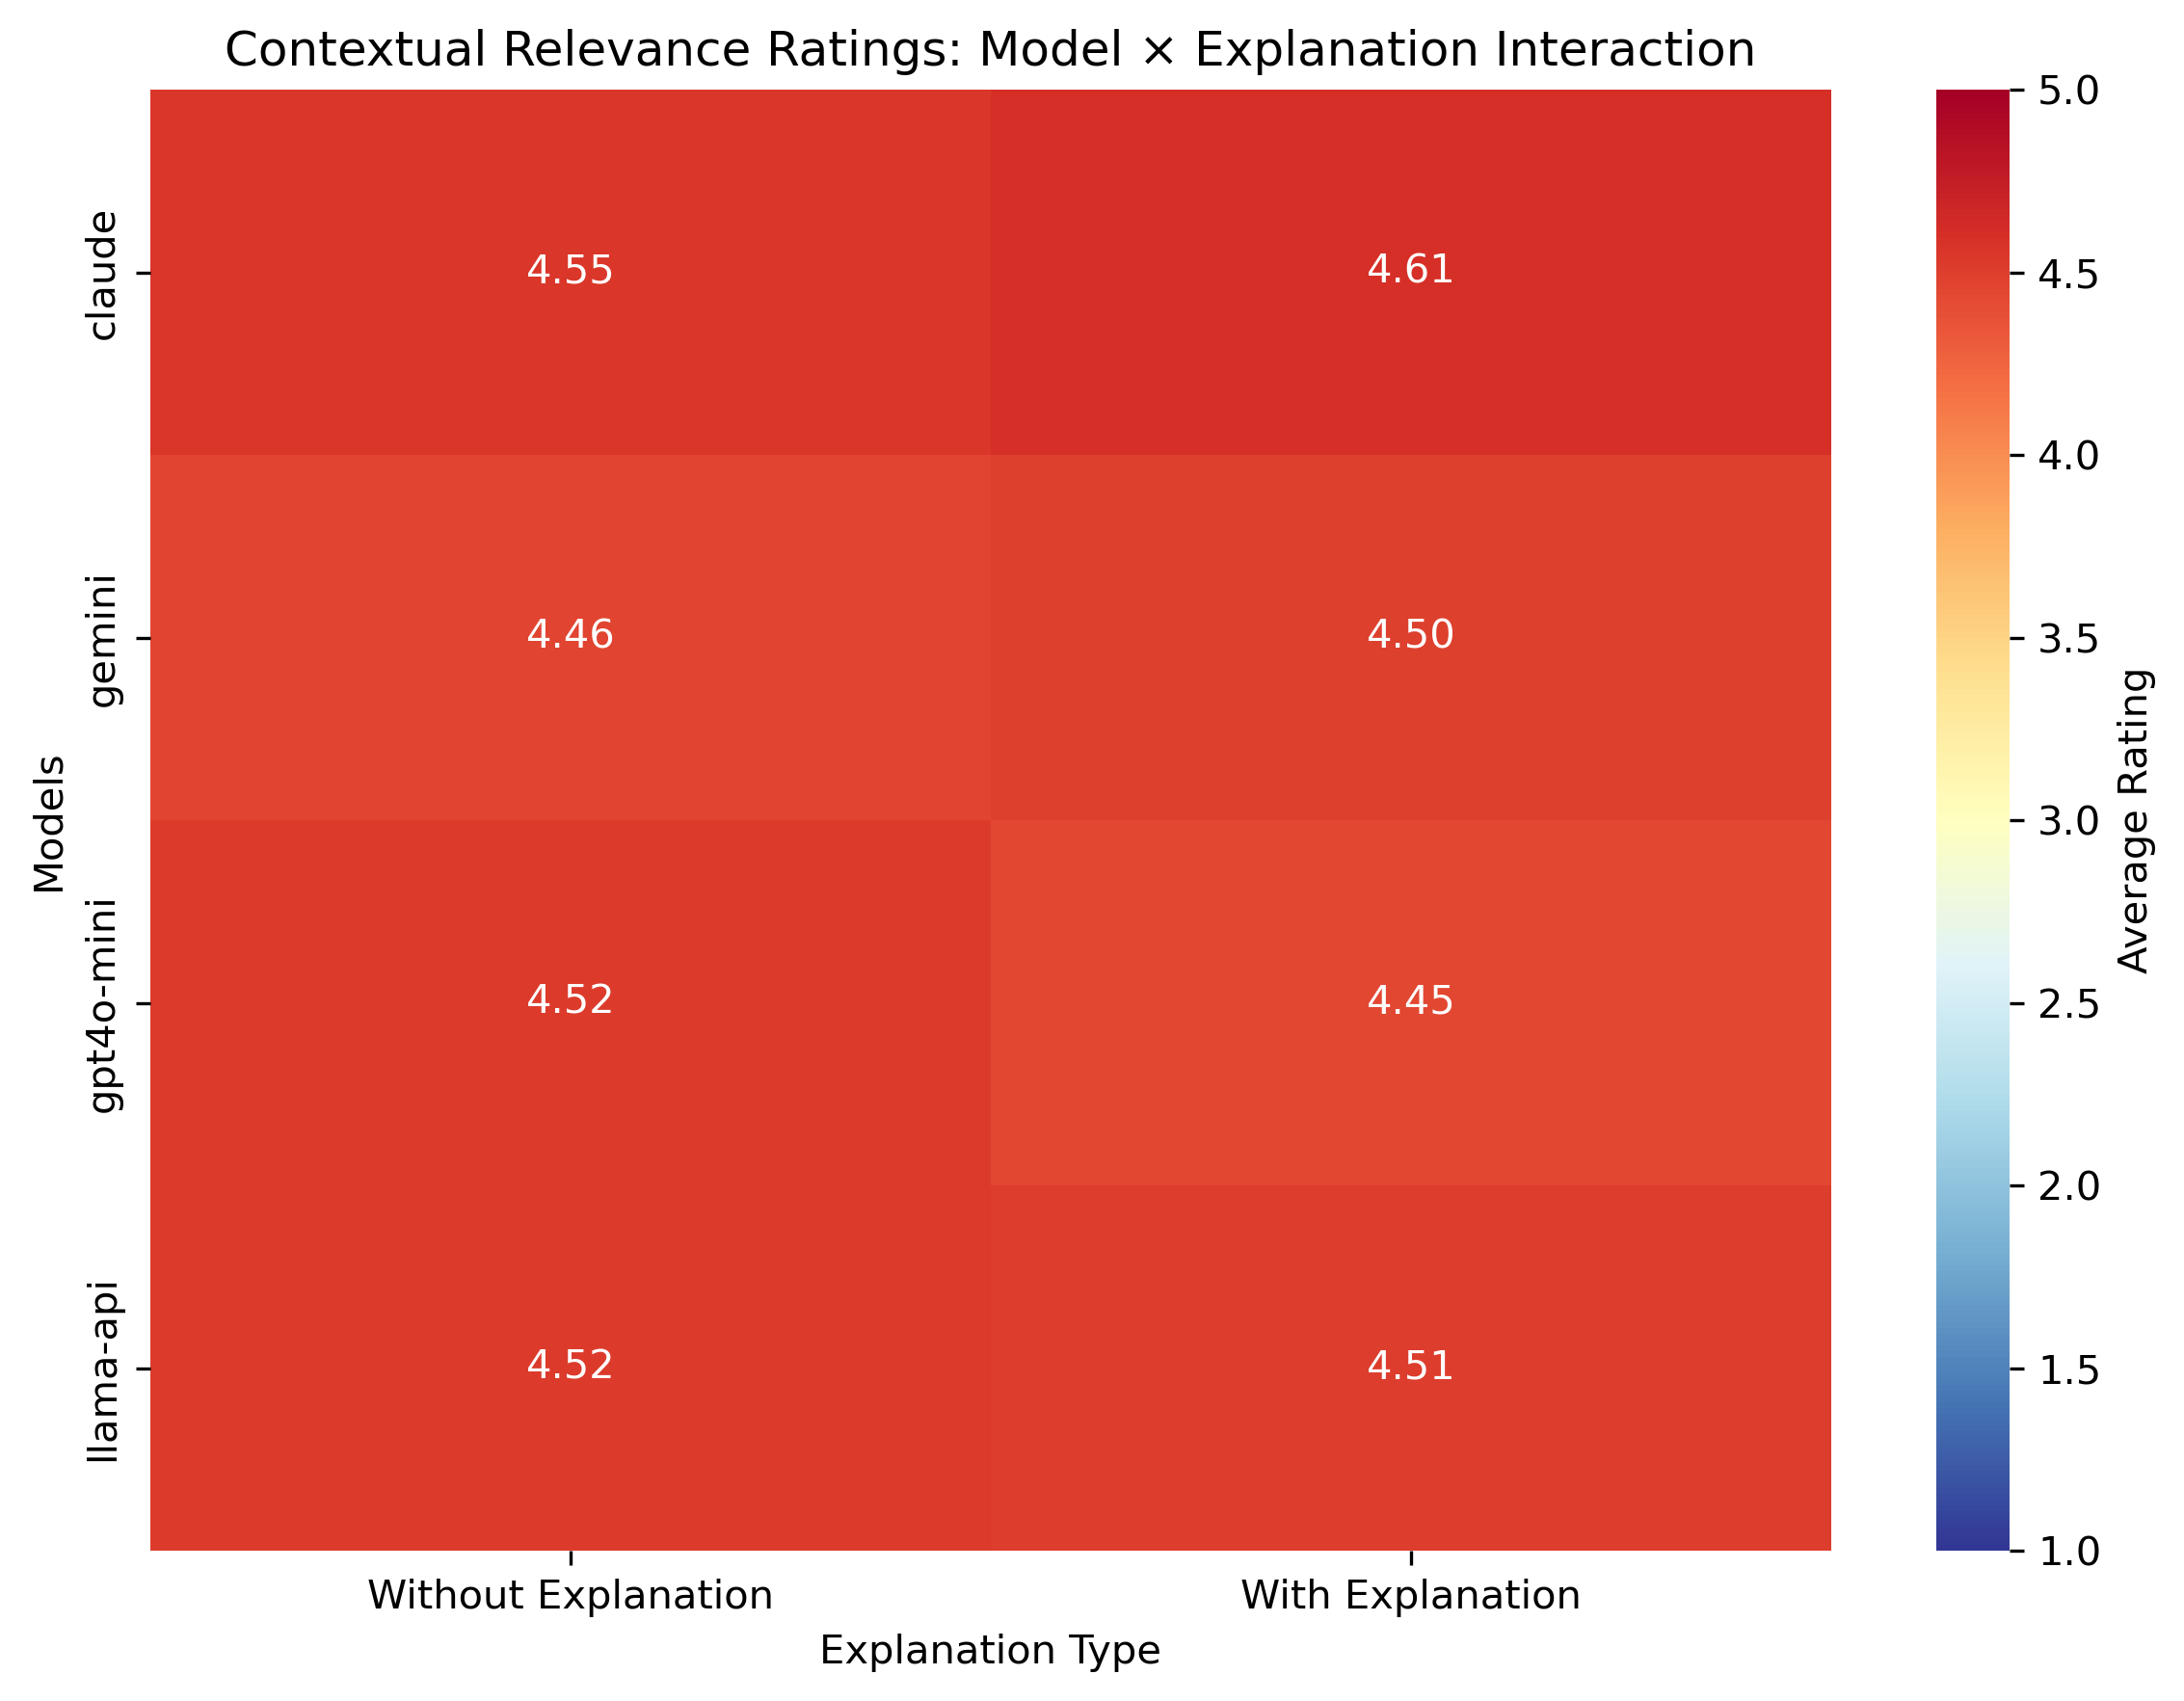 Contextual Relevance Ratings: Model × Explanation Interaction
claude
4.55
4.61
gemini
4.46
4.50
gpt4o-mini
4.52
4.45
llama-api
4.52
4.51
Models
Without Explanation
With Explanation
Explanation Type
5.0
4.5
4.0
3.5
3.0
2.5
2.0
1.5
1.0
Average Rating